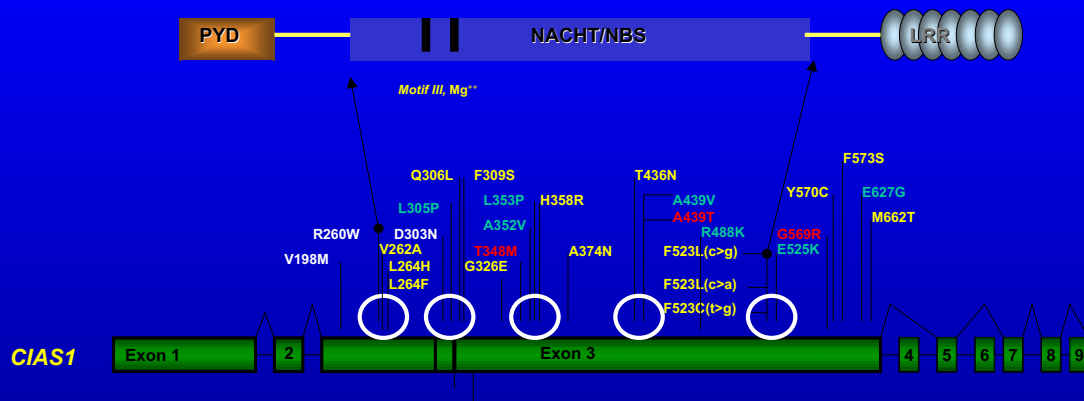 PYD NACHT/NBS LRR
Motif III, Mg++
F573S
Q306L F309S T436N
L353P H358R A439V Y570C E627G
L305P A439T M662T
A352V
R260W D303N R488K G569R
V262A T348M A374N F523L(c>g) E525K
V198M L264H G326E
L264F F523L(c>a)
F523C(t>g)
CIAS1 Exon 1 2 Exon 3 4 5 6 7 8 9